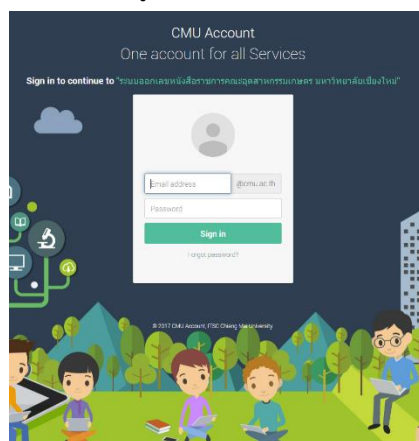 CMU Account
One account for all Services
Sign in to continue to "ระบบออกเลขหนังสือราชการคณะอุตสาหกรรมเกษตร มหาวิทยาลัยเชียงใหม่"
Email address
@cmu.ac.th
Password
Sign in
Forgot password?
© 2017 CMU Account, ITSC Chiang Mai University